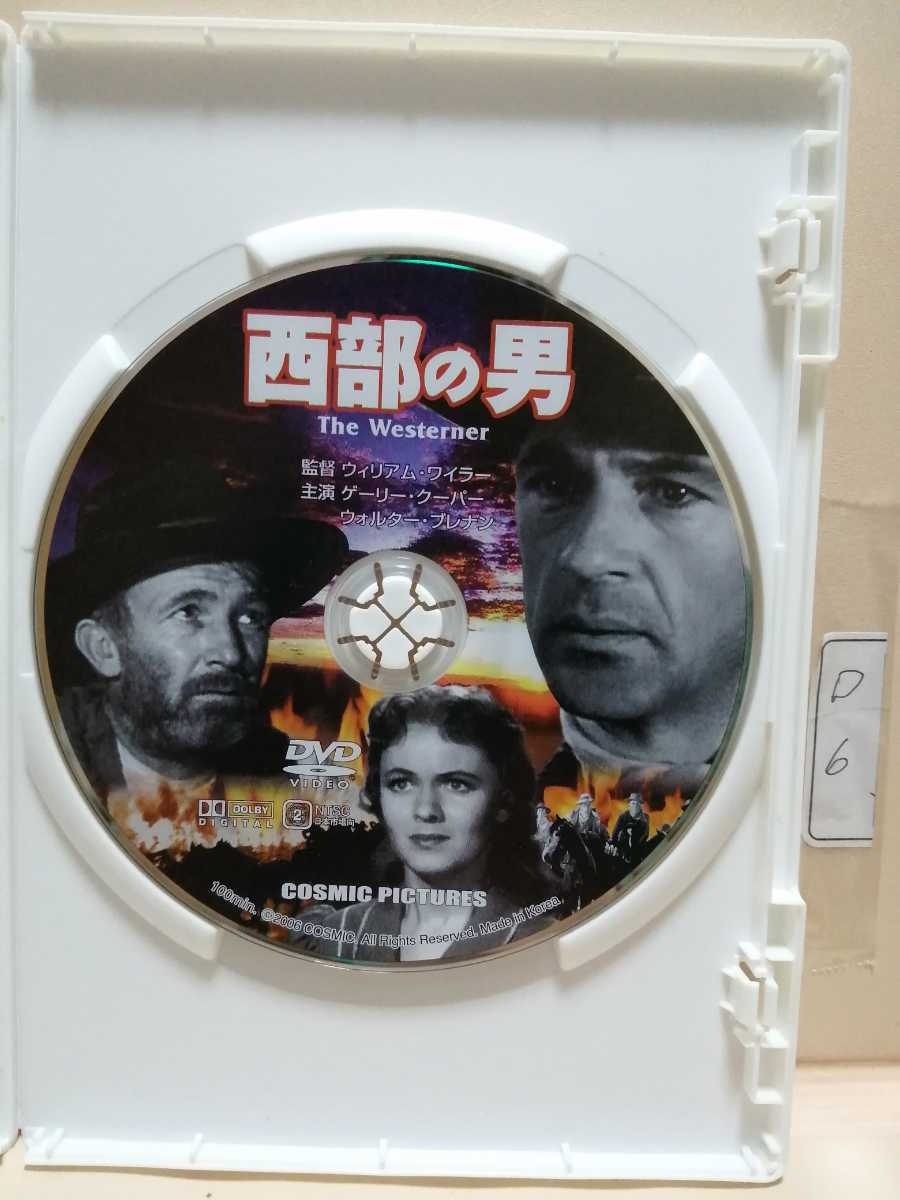 西部の男
The Westerner
監督 ウィリアム・ワイラー
主演 ゲーリー・クーパー
ウォルター・ブレナン
DVD
VIDEO
DOLBY
DIGITAL
2
NTSC
日本市場向
COSMIC PICTURES
100min. ©2006 COSMIC. All Rights Reserved. Made in Korea
D
6